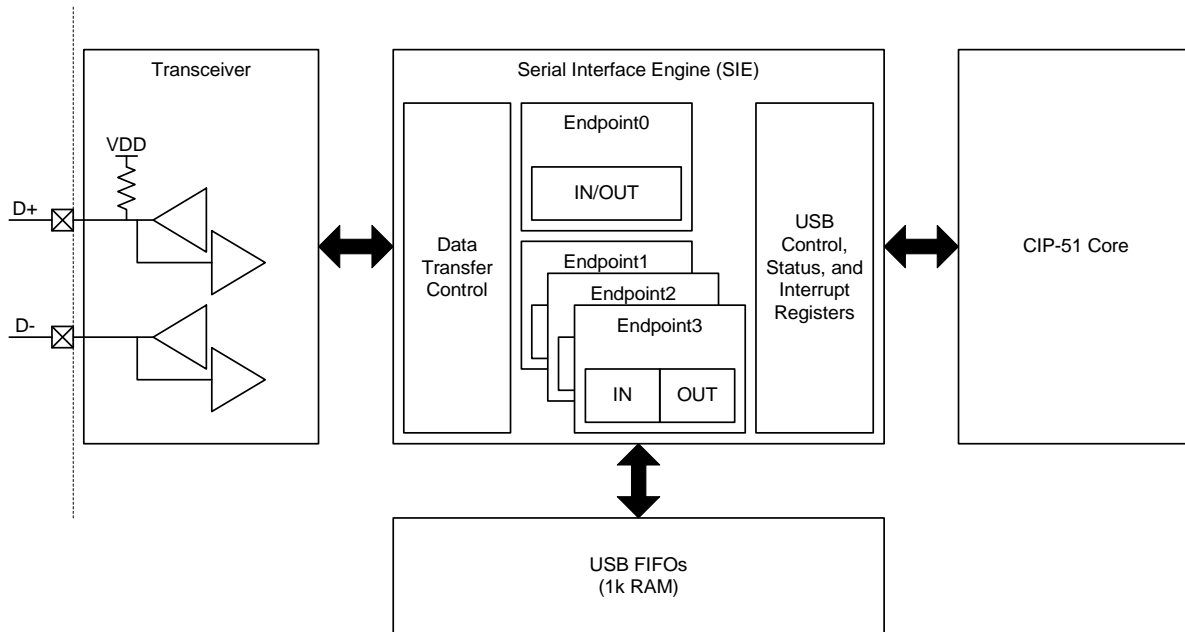 Transceiver
VDD
D+
D-
Serial Interface Engine (SIE)
Data
Transfer
Control
Endpoint0
IN/OUT
Endpoint1
Endpoint2
Endpoint3
IN
OUT
USB
Control,
Status, and
Interrupt
Registers
CIP-51 Core
USB FIFOs
(1k RAM)